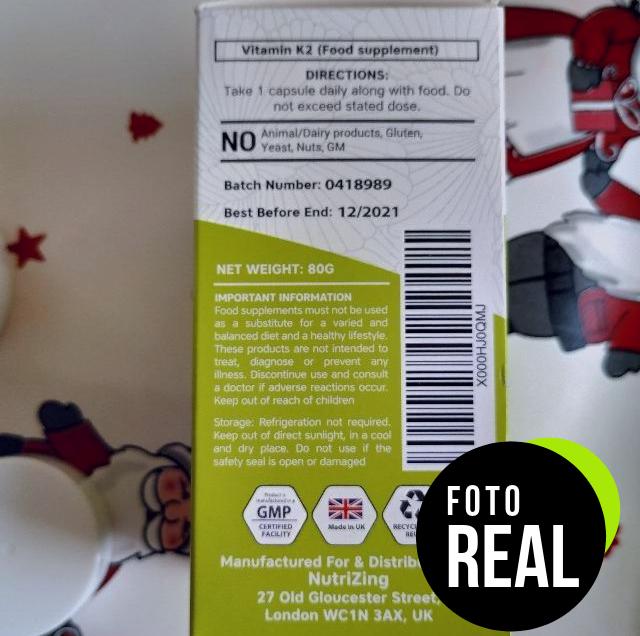 Vitamin K2 (Food supplement)
DIRECTIONS:
Take 1 capsule daily along with food. Do
not exceed stated dose.
NO Animal/Dairy products, Gluten,
Yeast, Nuts, GM
Batch Number: 0418989
Best Before End: 12/2021
NET WEIGHT: 80G
IMPORTANT INFORMATION
Food supplements must not be used
as a substitute for a varied and
balanced diet and a healthy lifestyle.
These products are not intended to
treat, diagnose or prevent any
illness. Discontinue use and consult
a doctor if adverse reactions occur.
Keep out of reach of children
Storage: Refrigeration not required.
Keep out of direct sunlight, in a cool
and dry place. Do not use if the
safety seal is open or damaged
X000HJ0QMJ
Product is
manufactured in a
GMP
CERTIFIED
FACILITY
Made in UK
Manufactured For &
NutriZing
27 Old Gloucester Street,
London WC1N 3AX, UK
FOTO
REAL